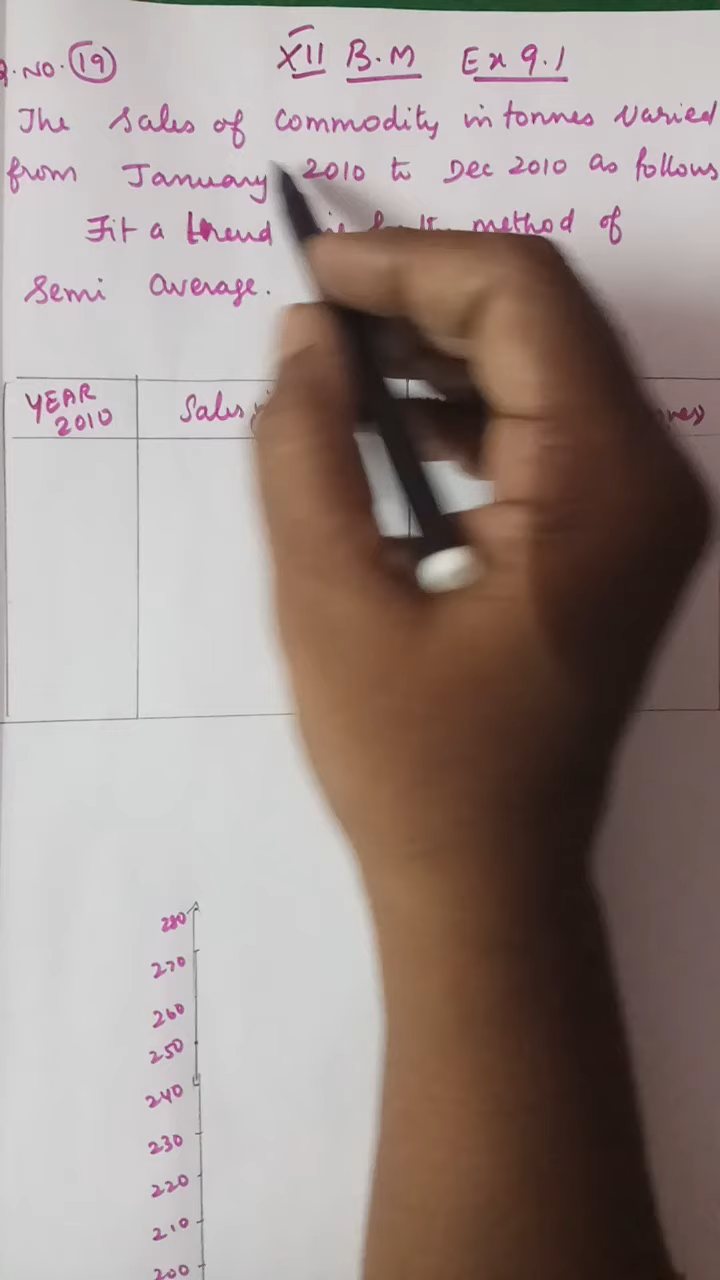 Q.NO. 19 XII B.M Ex 9.1
The sales of commodity in tonnes varied
from January 2010 to Dec 2010 as follows
Fit a trend method of
Semi average.
YEAR 2010 Sales
280
270
260
250
240
230
220
210
200